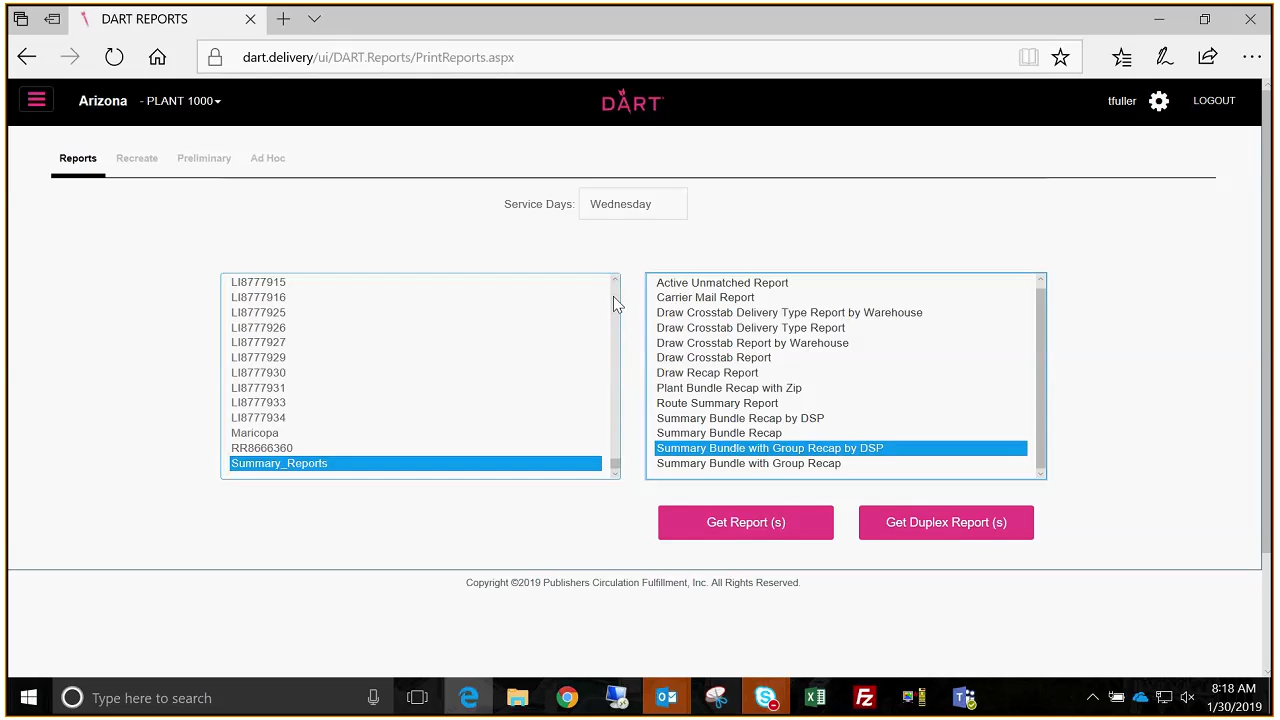 DART REPORTS
dart.delivery/ui/DART.Reports/PrintReports.aspx
Arizona - PLANT 1000
DART
tfuller
LOGOUT
Reports Recreate Preliminary Ad Hoc
Service Days: Wednesday
LI8777915
LI8777916
LI8777925
LI8777926
LI8777927
LI8777929
LI8777930
LI8777931
LI8777933
LI8777934
Maricopa
RR8666360
Summary_Reports
Active Unmatched Report
Carrier Mail Report
Draw Crosstab Delivery Type Report by Warehouse
Draw Crosstab Delivery Type Report
Draw Crosstab Report by Warehouse
Draw Crosstab Report
Draw Recap Report
Plant Bundle Recap with Zip
Route Summary Report
Summary Bundle Recap by DSP
Summary Bundle Recap
Summary Bundle with Group Recap by DSP
Summary Bundle with Group Recap
Get Report (s)
Get Duplex Report (s)
Copyright ©2019 Publishers Circulation Fulfillment, Inc. All Rights Reserved.
Type here to search
8:18 AM
1/30/2019